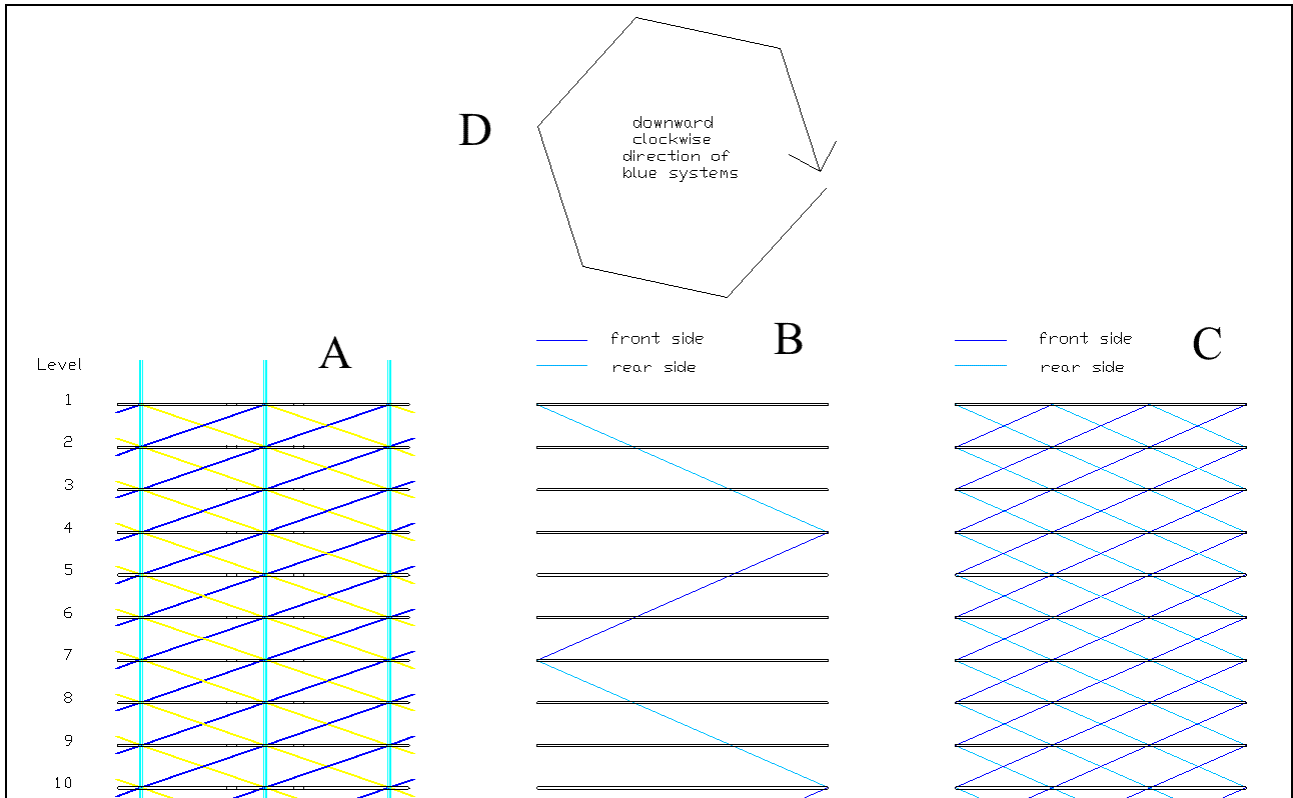 D
downward
clockwise
direction of
blue systems
A
B
C
front side
rear side
front side
rear side
Level
1
2
3
4
5
6
7
8
9
10